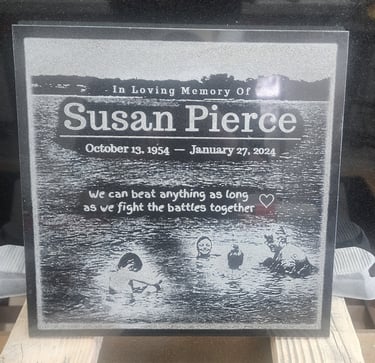 In Loving Memory Of
Susan Pierce
October 13, 1954 — January 27, 2024
We can beat anything as long
as we fight the battles together